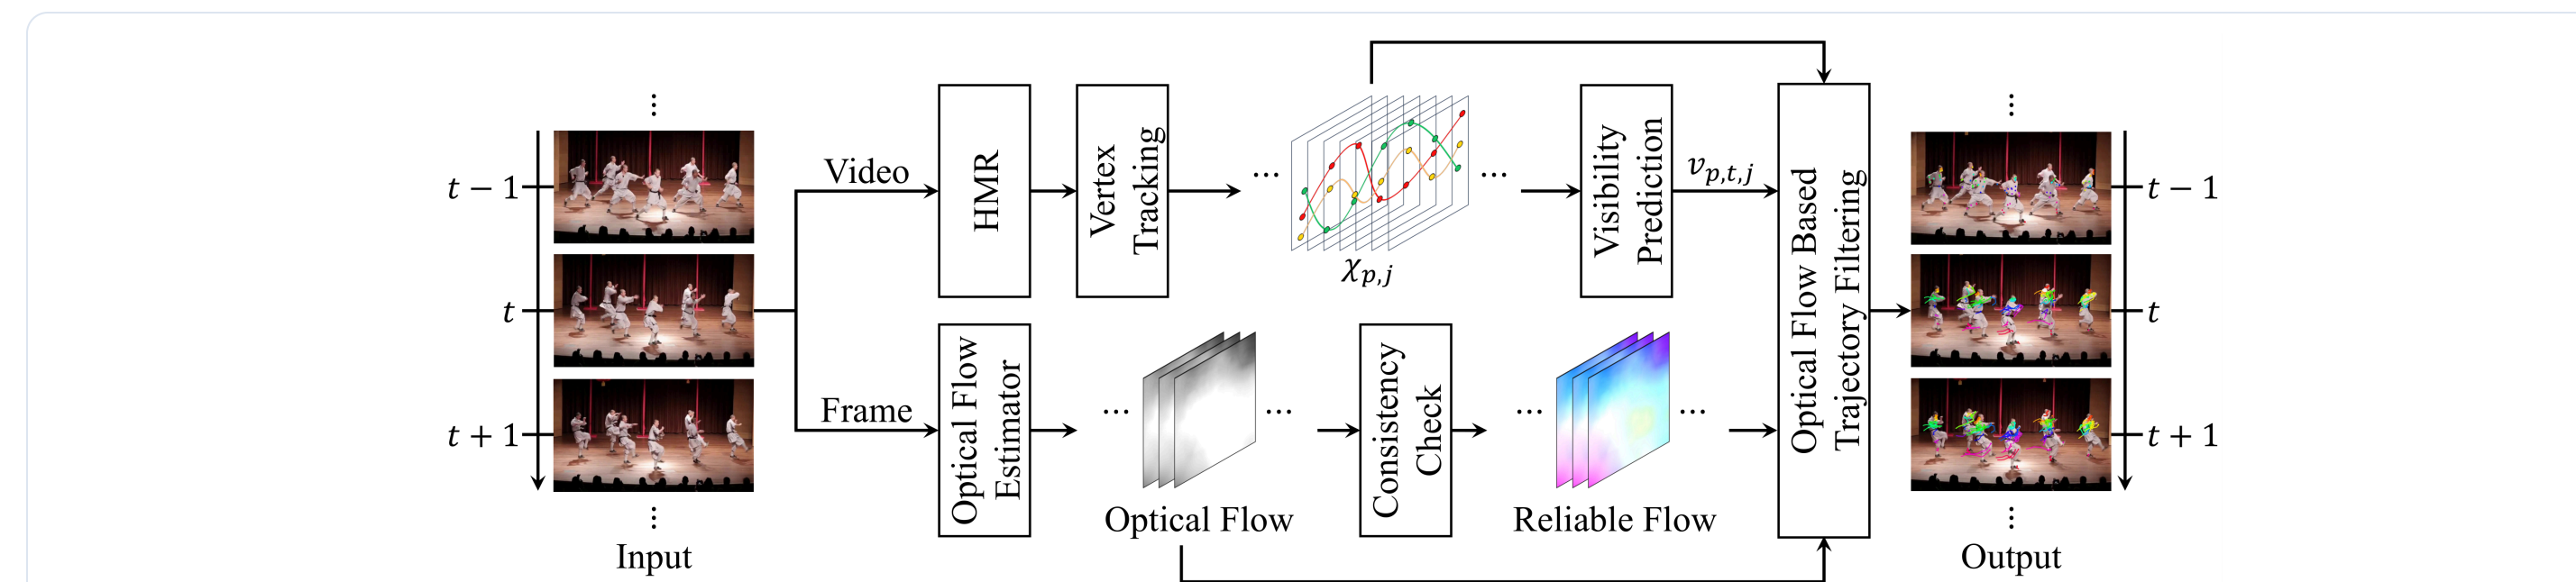 ⋮
t − 1
t
t + 1
⋮
Input
Video
Frame
HMR
Vertex
Tracking
...
...
χp,j
Visibility
Prediction
vp,t,j
Optical Flow
Estimator
...
...
Optical Flow
Consistency
Check
...
...
Reliable Flow
Optical Flow Based
Trajectory Filtering
⋮
t − 1
t
t + 1
⋮
Output